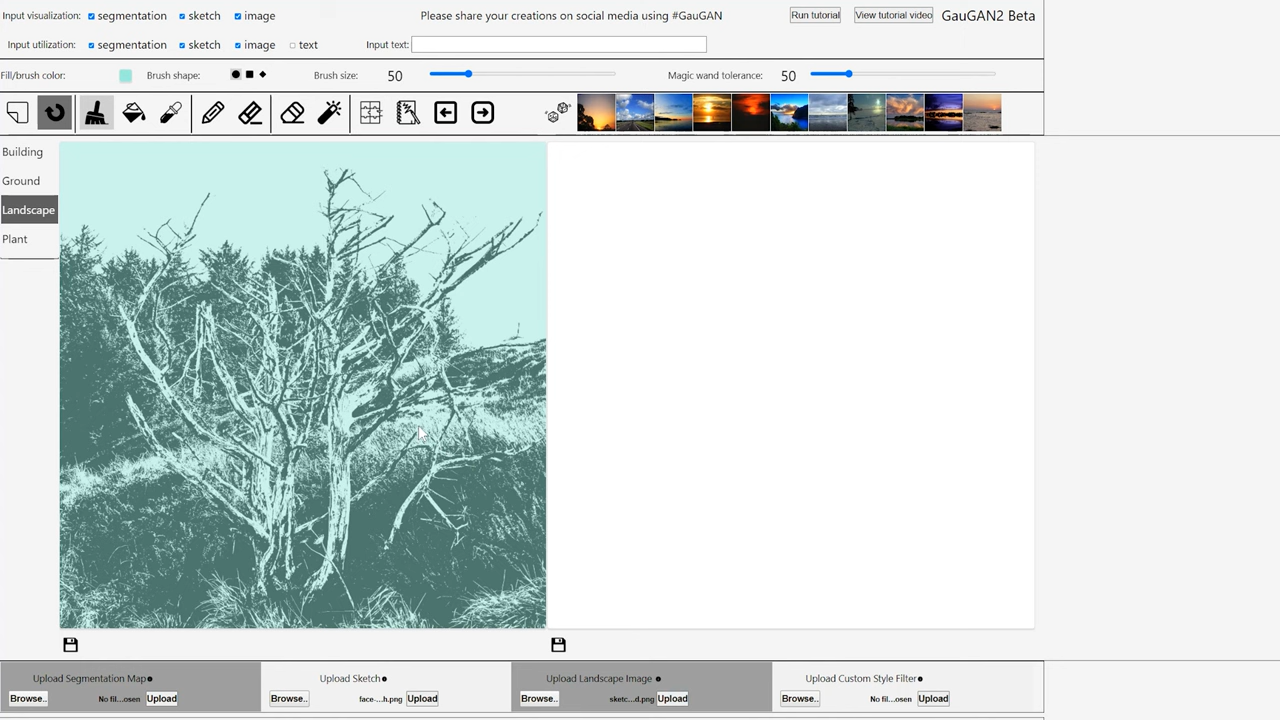 Input visualization: segmentation sketch image Please share your creations on social media using #GauGAN Run tutorial View tutorial video GauGAN2 Beta
Input utilization: segmentation sketch image text Input text:
Fill/brush color: Brush shape: Brush size: 50 Magic wand tolerance: 50
Building
Ground
Landscape
Plant
Upload Segmentation Map Upload Sketch Upload Landscape Image Upload Custom Style Filter
Browse.. No fil...osen Upload Browse.. face-...h.png Upload Browse.. sketc...d.png Upload Browse.. No fil...osen Upload